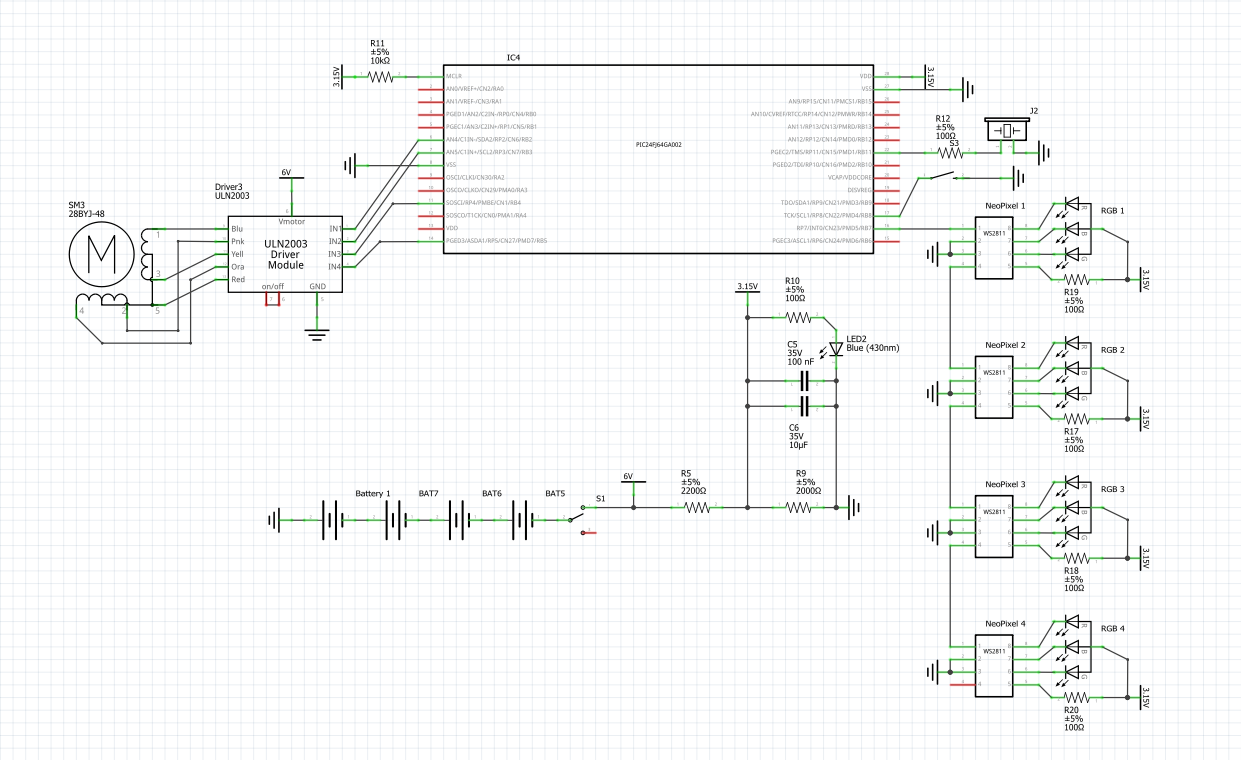 R11
±5%
10kΩ
3.15V
IC4
MCLR
AN0/VREF+/CN2/RA0
AN1/VREF-/CN3/RA1
PGED1/AN2/C2IN-/RP0/CN4/RB0
PGEC1/AN3/C2IN+/RP1/CN5/RB1
AN4/C1IN-/SDA2/RP2/CN6/RB2
AN5/C1IN+/SCL2/RP3/CN7/RB3
VSS
OSCI/CLKI/CN30/RA2
OSCO/CLKO/CN29/PMA0/RA3
SOSCI/RP4/PMBE/CN1/RB4
SOSCO/T1CK/CN0/PMA1/RA4
VDD
PGED3/ASDA1/RP5/CN27/PMD7/RB5
PIC24FJ64GA002
VDD
VSS
AN9/RP15/CN11/PMCS1/RB15
AN10/CVREF/RTCC/RP14/CN12/PMWR/RB14
AN11/RP13/CN13/PMRD/RB13
AN12/RP12/CN14/PMD0/RB12
PGEC2/TMS/RP11/CN15/PMD1/RB11
PGED2/TDI/RP10/CN16/PMD2/RB10
VCAP/VDDCORE
DISVREG
TDO/SDA1/RP9/CN21/PMD3/RB9
TCK/SCL1/RP8/CN22/PMD4/RB8
RP7/INT0/CN23/PMD5/RB7
PGEC3/ASCL1/RP6/CN24/PMD6/RB6
3.15V
R12
±5%
100Ω
S3
J2
6V
Driver3
ULN2003
Vmotor
Blu
Pnk
Yell
Ora
Red
IN1
IN2
IN3
IN4
ULN2003
Driver
Module
on/off
GND
SM3
28BYJ-48
M
1
3
4
2
5
3.15V
R10
±5%
100Ω
LED2
Blue (430nm)
C5
35V
100 nF
C6
35V
10µF
Battery 1
BAT7
BAT6
BAT5
S1
6V
R5
±5%
2200Ω
R9
±5%
2000Ω
NeoPixel 1
WS2811
RGB 1
R
B
G
R19
±5%
100Ω
3.15V
NeoPixel 2
WS2811
RGB 2
R
B
G
R17
±5%
100Ω
3.15V
NeoPixel 3
WS2811
RGB 3
R
B
G
R18
±5%
100Ω
3.15V
NeoPixel 4
WS2811
RGB 4
R
B
G
R20
±5%
100Ω
3.15V